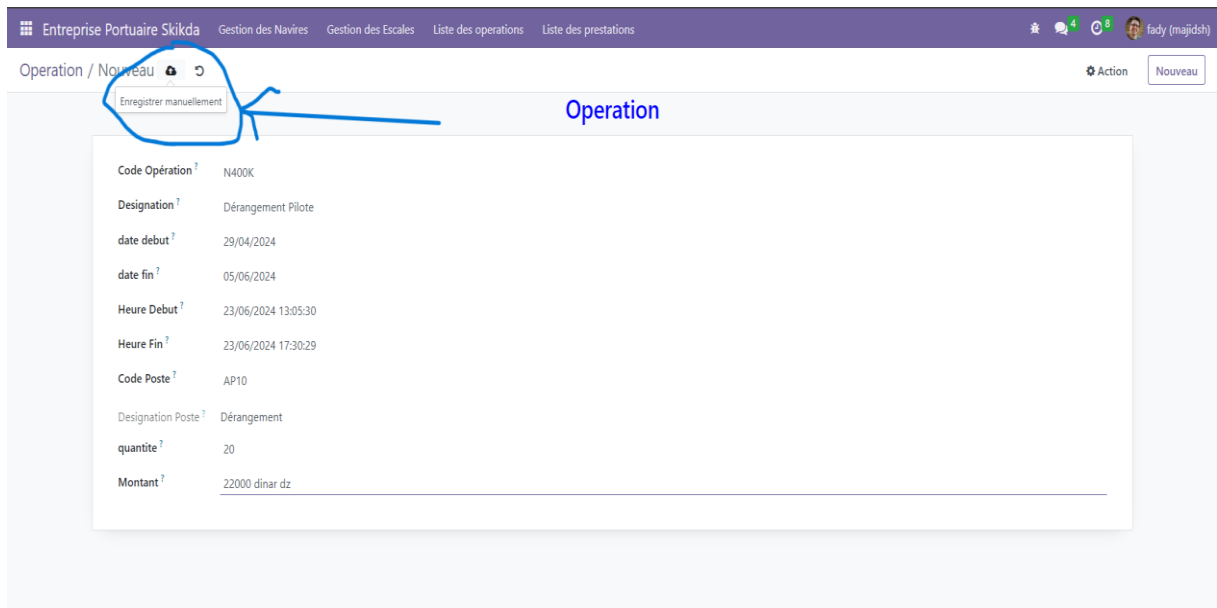 Entreprise Portuaire Skikda Gestion des Navires Gestion des Escales Liste des operations Liste des prestations 4 8 fady (majidsh)
Operation / Nouveau Action Nouveau
Enregistrer manuellement
Operation
Code Opération ? N400K
Designation ? Dérangement Pilote
date debut ? 29/04/2024
date fin ? 05/06/2024
Heure Debut ? 23/06/2024 13:05:30
Heure Fin ? 23/06/2024 17:30:29
Code Poste ? AP10
Designation Poste ? Dérangement
quantite ? 20
Montant ? 22000 dinar dz